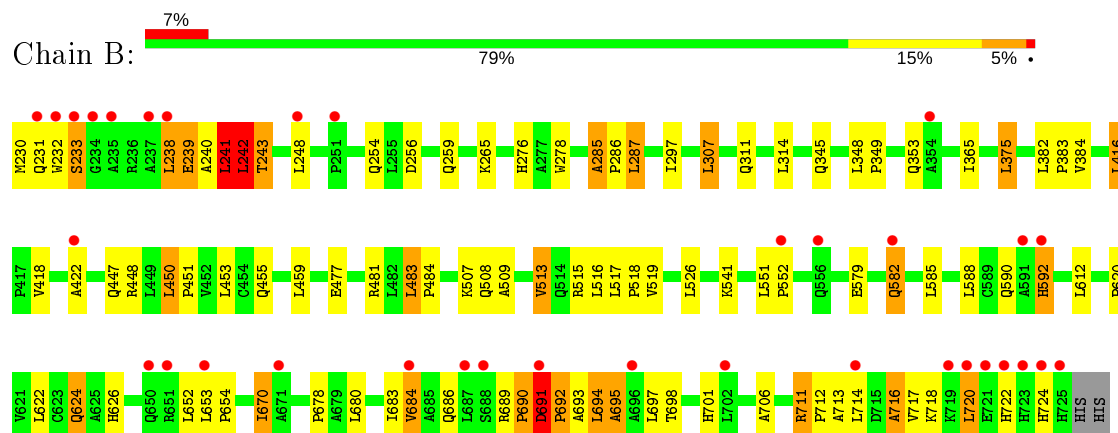 7%
Chain B:
79% 15% 5% •
M230 Q231 W232 S233 G234 A235 R236 A237 L238 E239 A240 L241 L242 T243 L248 P251 Q254 L255 D256 Q259 K265 H276 A277 W278 A285 P286 L287 I297 L307 Q311 L314 Q345 L348 P349 Q353 A354 I365 L375 L382 P383 V384 L416
P417 V418 A422 Q447 R448 L449 L450 P451 V452 L453 C454 Q455 L459 E477 R481 L482 L483 P484 K507 Q508 A509 V513 Q514 R515 L516 L517 P518 V519 L526 K541 L551 P552 Q556 E579 Q582 L585 L588 C589 Q590 A591 H592 L612 P620
V621 L622 C623 Q624 A625 H626 Q650 R651 L652 L653 P654 I670 A671 P678 A679 L680 I683 V684 A685 Q686 L687 S688 R689 P690 D691 P692 A693 L694 A695 A696 L697 T698 H701 L702 A706 R711 P712 A713 L714 D715 A716 V717 K718 K719 L720 E721 H722 H723 H724 H725 HIS HIS